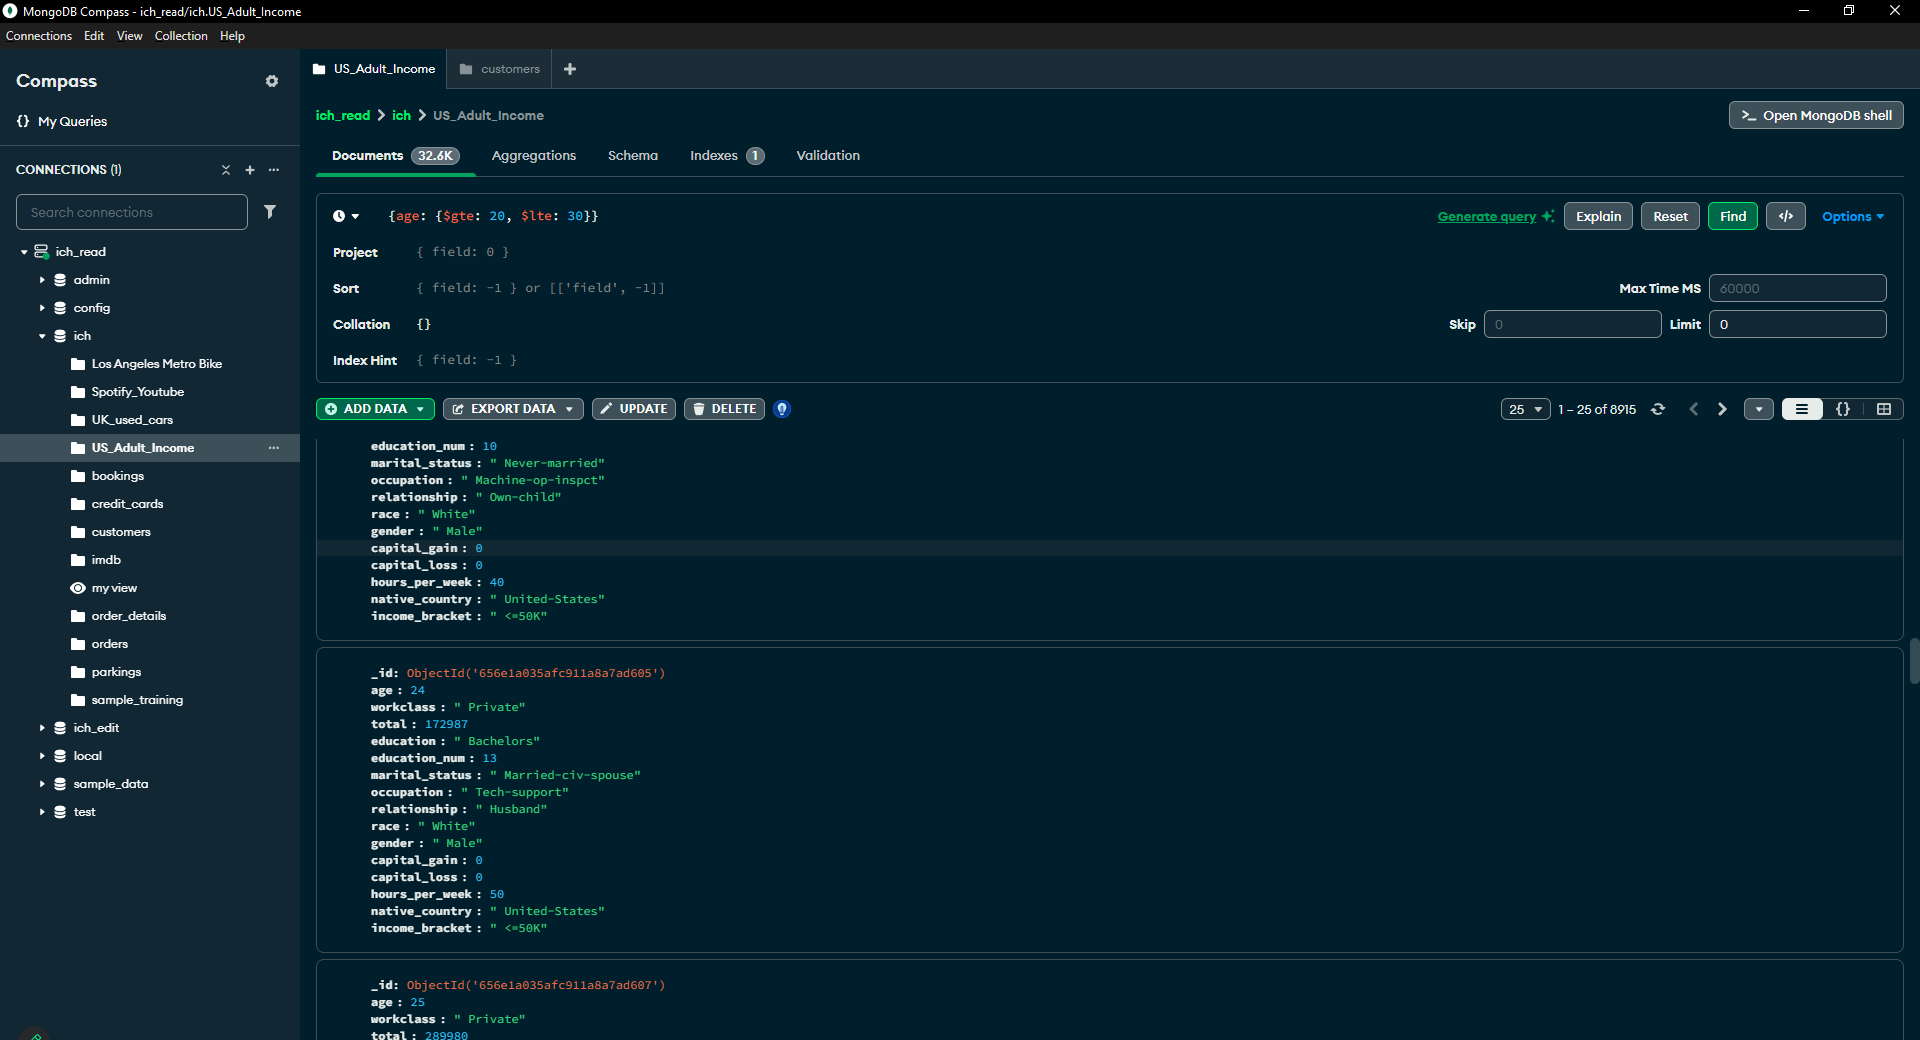 MongoDB Compass - ich_read/ich.US_Adult_Income
Connections Edit View Collection Help
Compass
{} My Queries
CONNECTIONS (1)
Search connections
ich_read
admin
config
ich
Los Angeles Metro Bike
Spotify_Youtube
UK_used_cars
US_Adult_Income
bookings
credit_cards
customers
imdb
my view
order_details
orders
parkings
sample_training
ich_edit
local
sample_data
test
US_Adult_Income customers
ich_read > ich > US_Adult_Income
>_ Open MongoDB shell
Documents 32.6K Aggregations Schema Indexes 1 Validation
{age: {$gte: 20, $lte: 30}}
Generate query Explain Reset Find </> Options
Project { field: 0 }
Sort { field: -1 } or [['field', -1]]
Max Time MS 60000
Collation {}
Skip 0 Limit 0
Index Hint { field: -1 }
ADD DATA EXPORT DATA UPDATE DELETE
25 1 – 25 of 8915 {}
education_num : 10
marital_status : " Never-married"
occupation : " Machine-op-inspct"
relationship : " Own-child"
race : " White"
gender : " Male"
capital_gain : 0
capital_loss : 0
hours_per_week : 40
native_country : " United-States"
income_bracket : " <=50K"
_id: ObjectId('656e1a035afc911a8a7ad605')
age : 24
workclass : " Private"
total : 172987
education : " Bachelors"
education_num : 13
marital_status : " Married-civ-spouse"
occupation : " Tech-support"
relationship : " Husband"
race : " White"
gender : " Male"
capital_gain : 0
capital_loss : 0
hours_per_week : 50
native_country : " United-States"
income_bracket : " <=50K"
_id: ObjectId('656e1a035afc911a8a7ad607')
age : 25
workclass : " Private"
total : 289980